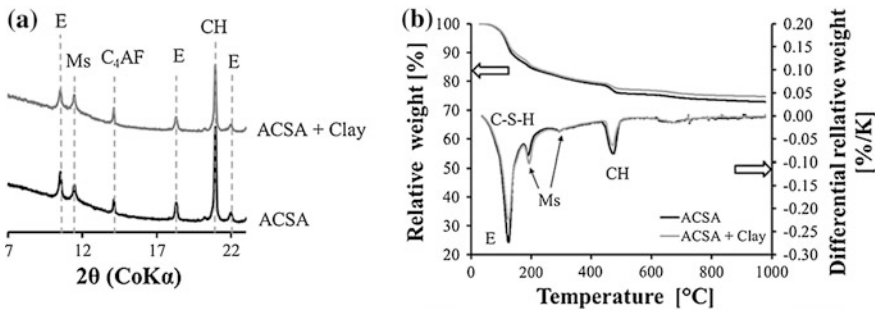 (a)
E
Ms
C₄AF
E
CH
E
ACSA + Clay
ACSA
7
12
17
22
2θ (CoKα)
(b)
100
90
80
70
60
50
40
30
20
Relative weight [%]
0.20
0.15
0.10
0.05
0.00
-0.05
-0.10
-0.15
-0.20
-0.25
-0.30
Differential rellative weight [%/K]
C-S-H
Ms
CH
E
ACSA
ACSA + Clay
0
200
400
600
800
1000
Temperature [°C]